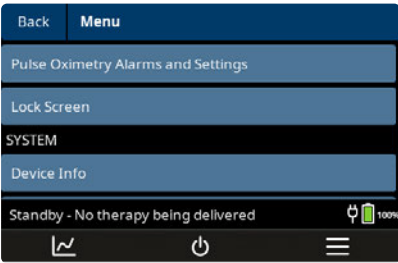 Back Menu
Pulse Oximetry Alarms and Settings
Lock Screen
SYSTEM
Device Info
Standby - No therapy being delivered 100%